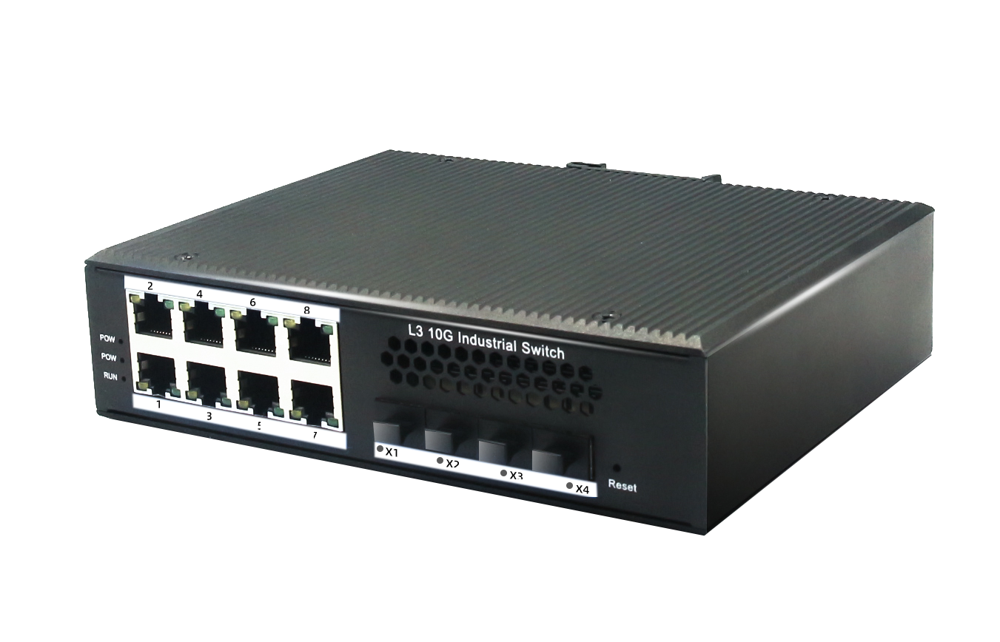 2 4 6 8
L3 10G Industrial Switch
POW
POW
RUN
1 3 5 7
X1 X2 X3 X4
Reset